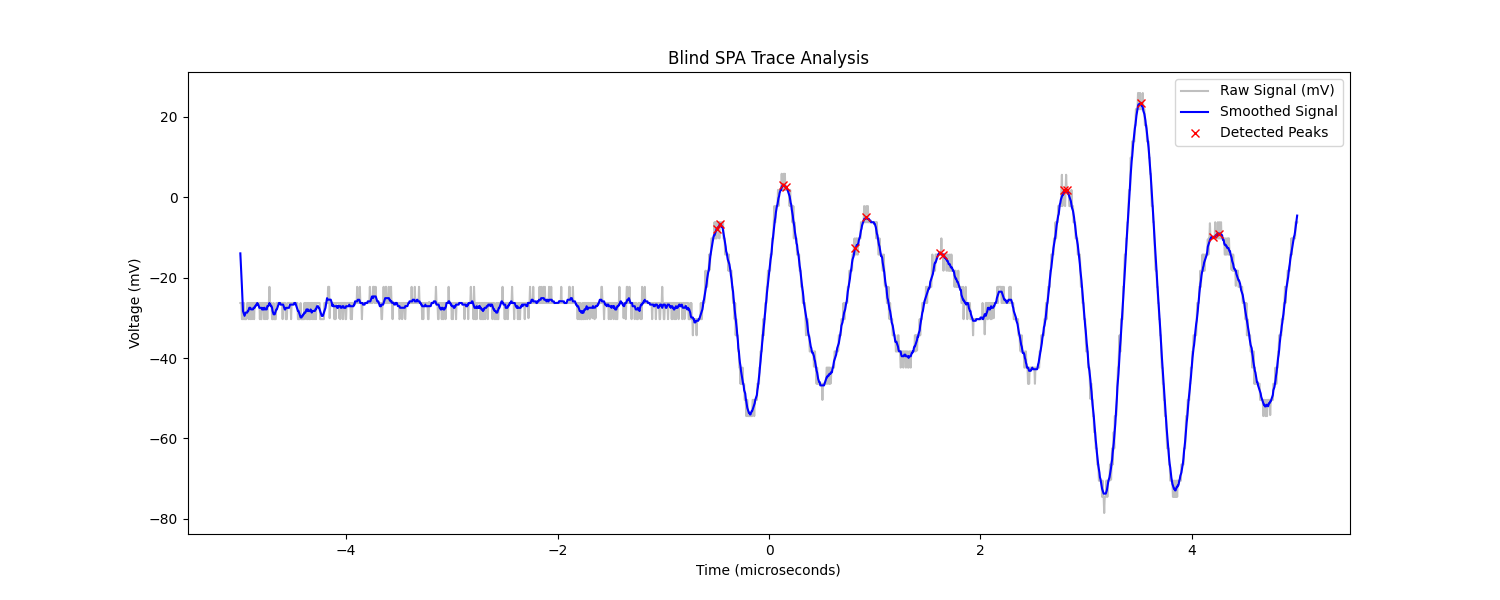 Blind SPA Trace Analysis
Raw Signal (mV)
Smoothed Signal
Detected Peaks
Voltage (mV)
20
0
−20
−40
−60
−80
−4
−2
0
2
4
Time (microseconds)